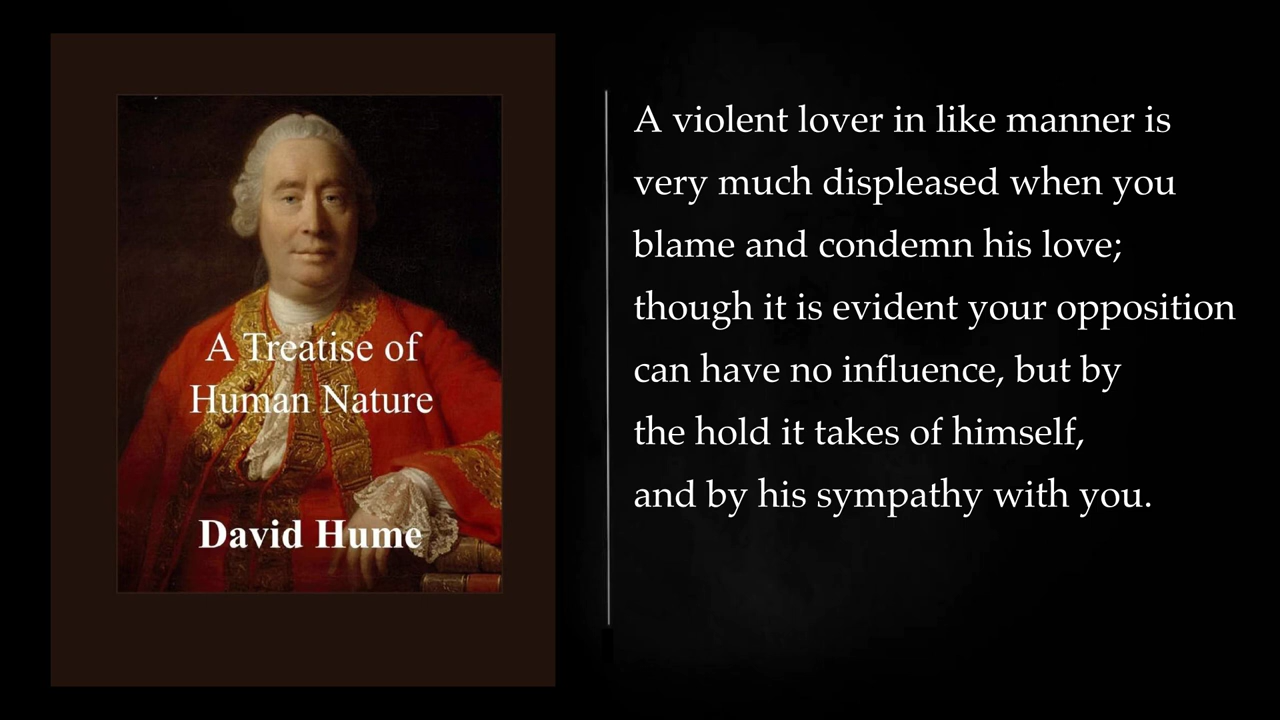 A Treatise of
Human Nature
David Hume
A violent lover in like manner is
very much displeased when you
blame and condemn his love;
though it is evident your opposition
can have no influence, but by
the hold it takes of himself,
and by his sympathy with you.